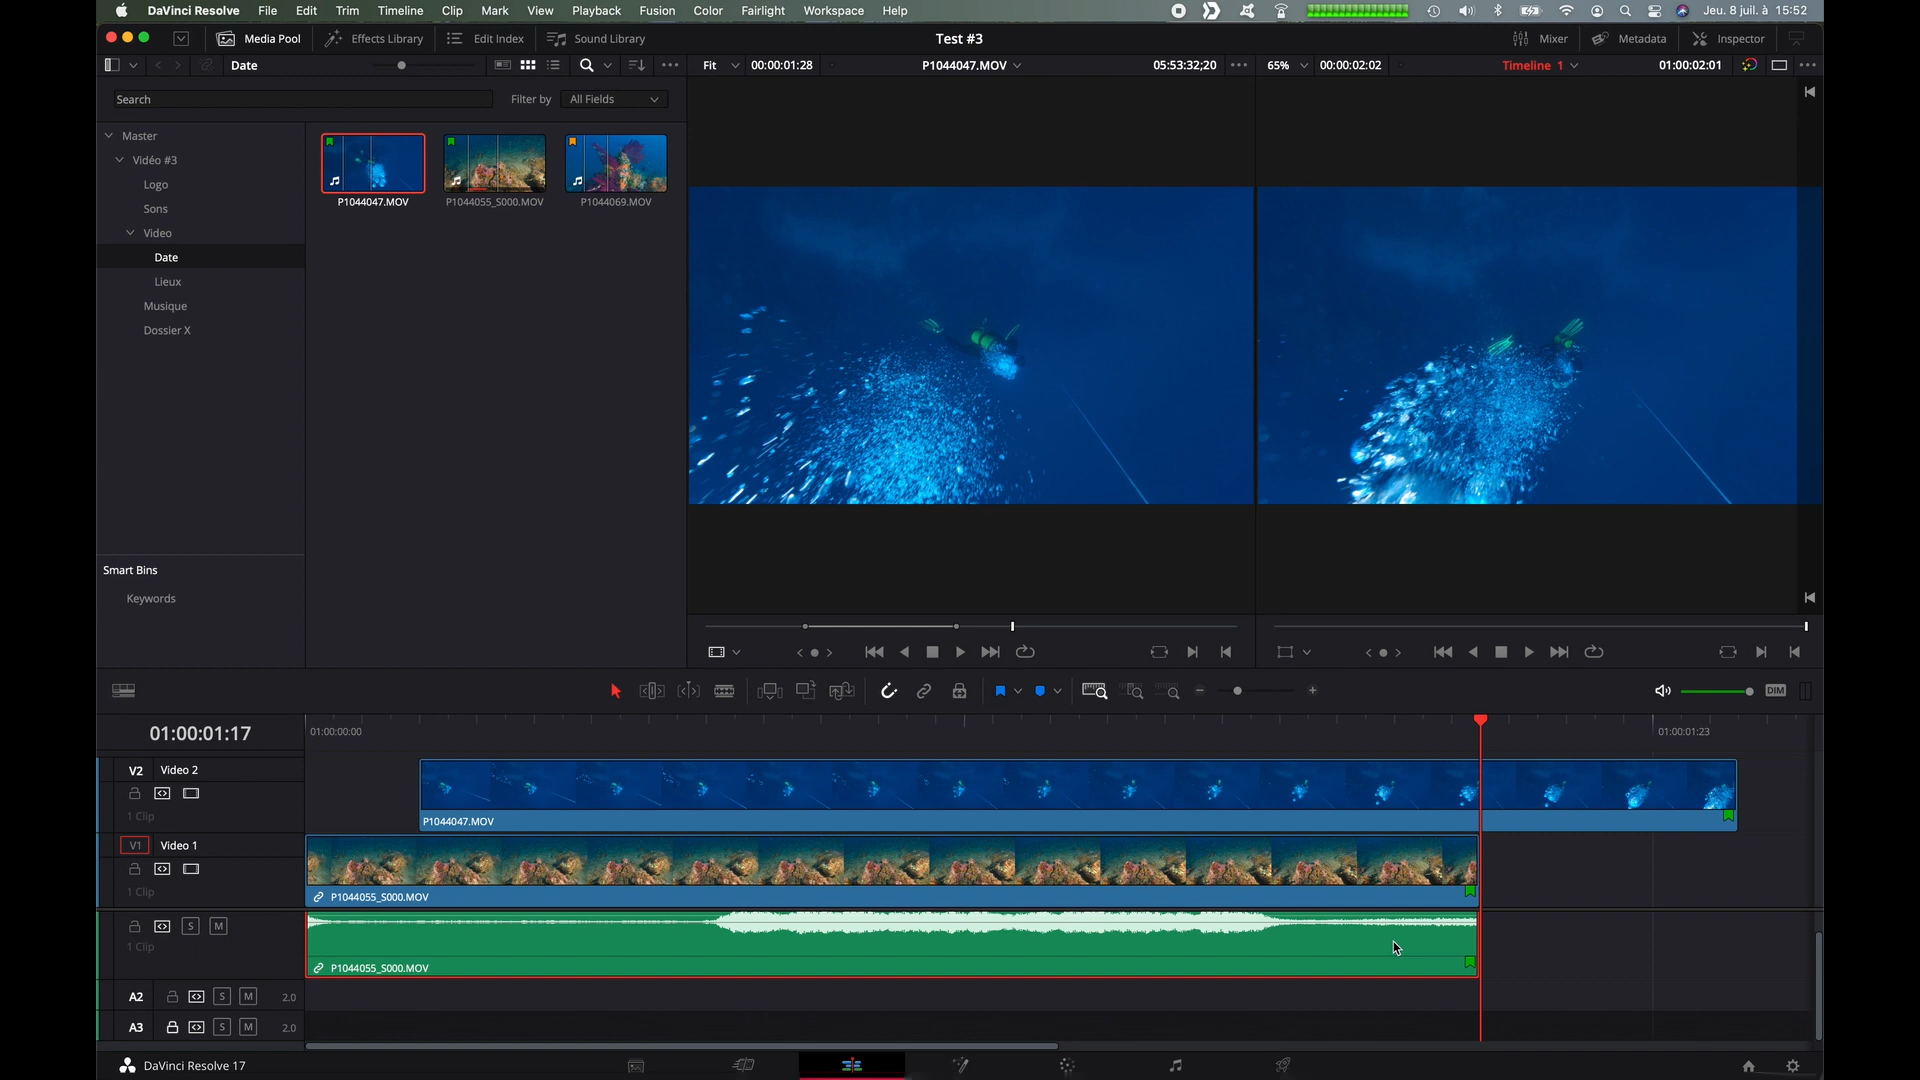 DaVinci Resolve File Edit Trim Timeline Clip Mark View Playback Fusion Color Fairlight Workspace Help Jeu. 8 juil. à 15:52
Media Pool Effects Library Edit Index Sound Library Test #3 Mixer Metadata Inspector
Date Fit 00:00:01:28 P1044047.MOV 05:53:32;20 65% 00:00:02:02 Timeline 1 01:00:02:01
Search Filter by All Fields
Master
Vidéo #3
Logo
Sons
Video
Date
Lieux
Musique
Dossier X
P1044047.MOV P1044055_S000.MOV P1044069.MOV
Smart Bins
Keywords
DIM
01:00:01:17 01:00:00:00 01:00:01:23
V2 Video 2
1 Clip
P1044047.MOV
V1 Video 1
1 Clip
P1044055_S000.MOV
S M
1 Clip
P1044055_S000.MOV
A2 S M 2.0
A3 S M 2.0
DaVinci Resolve 17